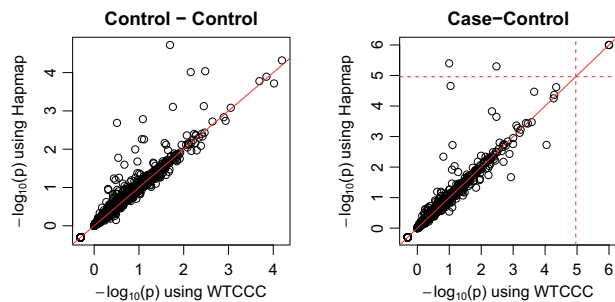 Control − Control
−log10(p) using Hapmap
4
3
2
1
0
0 1 2 3 4
−log10(p) using WTCCC
Case−Control
−log10(p) using Hapmap
6
5
4
3
2
1
0
0 1 2 3 4 5 6
−log10(p) using WTCCC